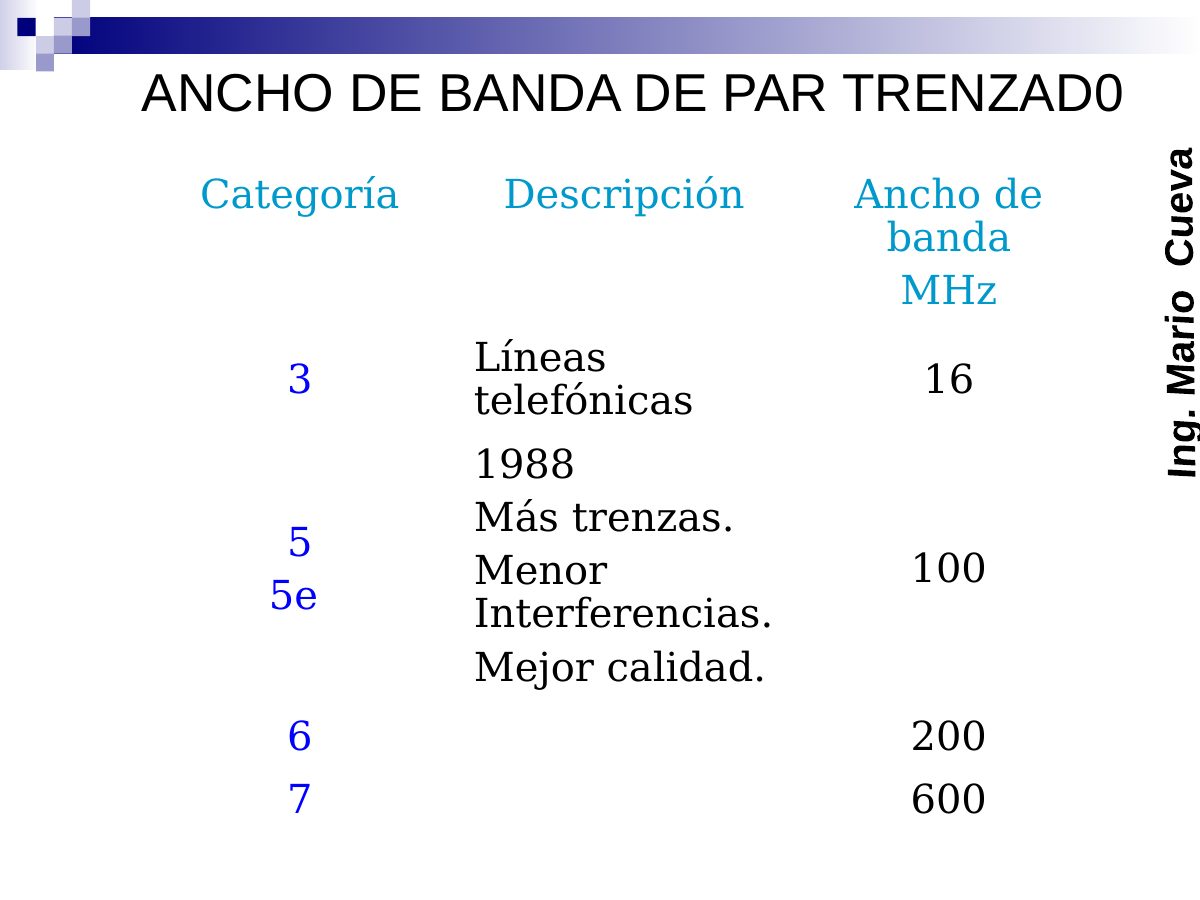 ANCHO DE BANDA DE PAR TRENZAD0
Categoría
Descripción
Ancho de
banda
MHz
3
Líneas
telefónicas
16
5
5e
1988
Más trenzas.
Menor
Interferencias.
Mejor calidad.
100
6
200
7
600
Ing. Mario Cueva